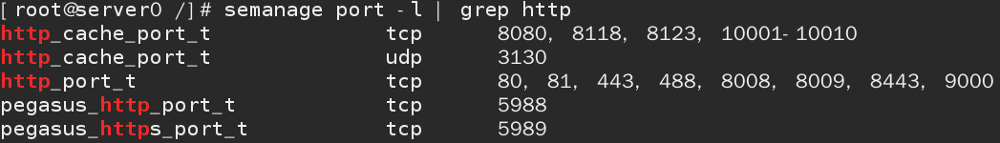 [root@server0 /]# semanage port -l | grep http
http_cache_port_t tcp 8080, 8118, 8123, 10001-10010
http_cache_port_t udp 3130
http_port_t tcp 80, 81, 443, 488, 8008, 8009, 8443, 9000
pegasus_http_port_t tcp 5988
pegasus_https_port_t tcp 5989